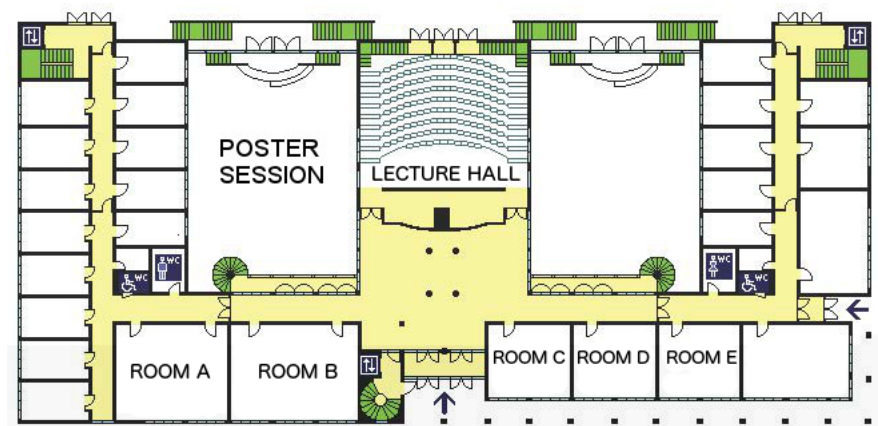 POSTER
SESSION
LECTURE HALL
WC
WC
WC
WC
ROOM A
ROOM B
ROOM C
ROOM D
ROOM E